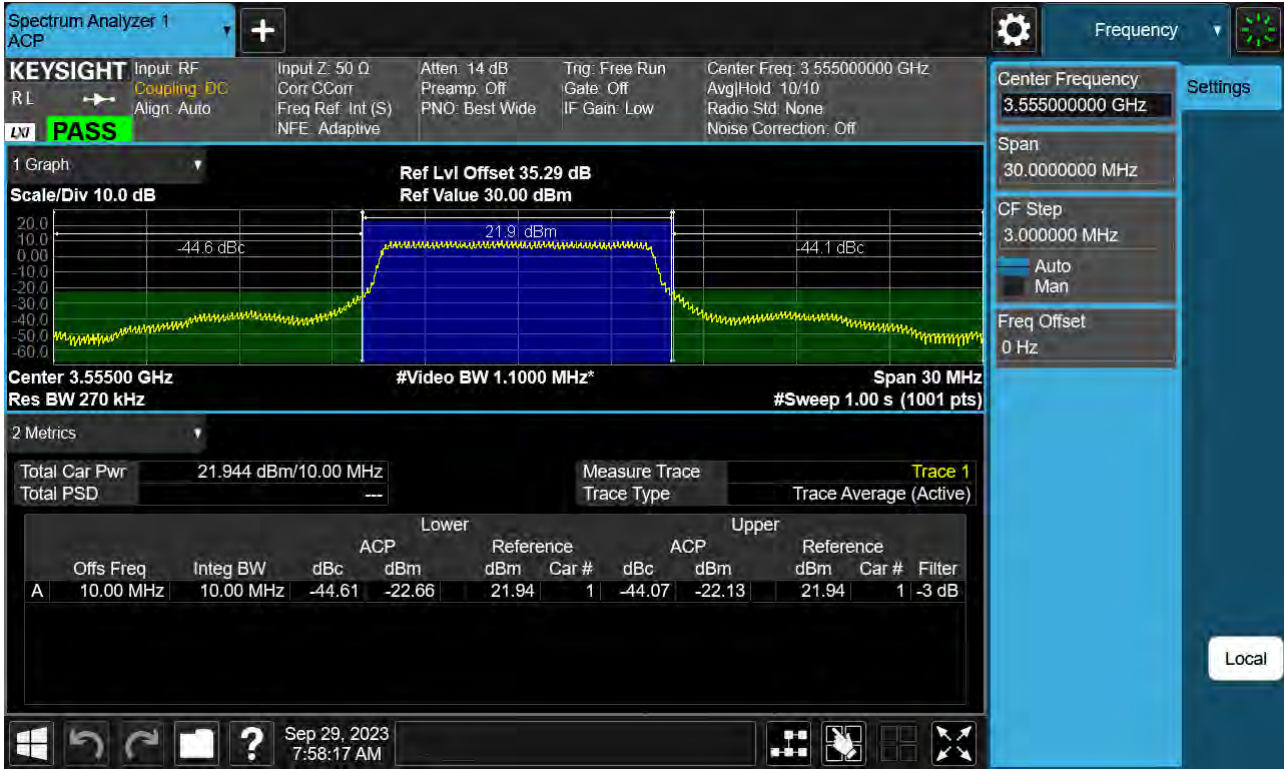 Spectrum Analyzer 1
ACP
+
Frequency
KEYSIGHT
RL
LXI
PASS
Input: RF
Coupling: DC
Align: Auto
Input Z: 50 Ω
Corr CCorr
Freq Ref: Int (S)
NFE: Adaptive
Atten: 14 dB
Preamp: Off
PNO: Best Wide
Trig: Free Run
Gate: Off
IF Gain: Low
Center Freq: 3.555000000 GHz
Avg|Hold: 10/10
Radio Std: None
Noise Correction: Off
1 Graph
Scale/Div 10.0 dB
Ref Lvl Offset 35.29 dB
Ref Value 30.00 dBm
20.0
10.0
0.00
-10.0
-20.0
-30.0
-40.0
-50.0
-60.0
-44.6 dBc
21.9 dBm
-44.1 dBc
Center 3.55500 GHz
Res BW 270 kHz
#Video BW 1.1000 MHz*
Span 30 MHz
#Sweep 1.00 s (1001 pts)
2 Metrics
Total Car Pwr 21.944 dBm/10.00 MHz
Total PSD ---
Measure Trace Trace 1
Trace Type Trace Average (Active)
Lower Upper
ACP Reference ACP Reference
Offs Freq Integ BW dBc dBm dBm Car # dBc dBm dBm Car # Filter
A 10.00 MHz 10.00 MHz -44.61 -22.66 21.94 1 -44.07 -22.13 21.94 1 -3 dB
Center Frequency
3.555000000 GHz
Settings
Span
30.0000000 MHz
CF Step
3.000000 MHz
Auto
Man
Freq Offset
0 Hz
Local
?
Sep 29, 2023
7:58:17 AM